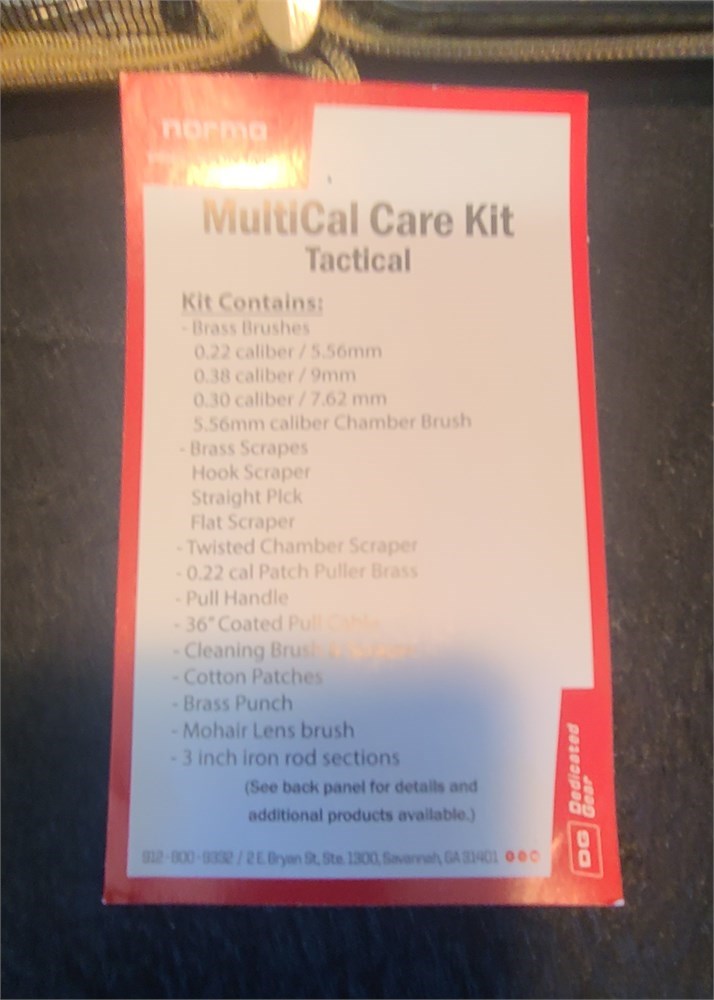 norma
MultiCal Care Kit
Tactical
Kit Contains:
- Brass Brushes
0.22 caliber / 5.56mm
0.38 caliber / 9mm
0.30 caliber / 7.62 mm
5.56mm caliber Chamber Brush
- Brass Scrapes
Hook Scraper
Straight PIck
Flat Scraper
- Twisted Chamber Scraper
- 0.22 cal Patch Puller Brass
- Pull Handle
- 36" Coated Pull Cable
- Cleaning Brush &
- Cotton Patches
- Brass Punch
- Mohair Lens brush
- 3 inch iron rod sections
(See back panel for details and
additional products available.)
912-800-9332 / 2 E. Bryan St, Ste. 1300, Savannah, GA 31401
DG Dedicated
Gear